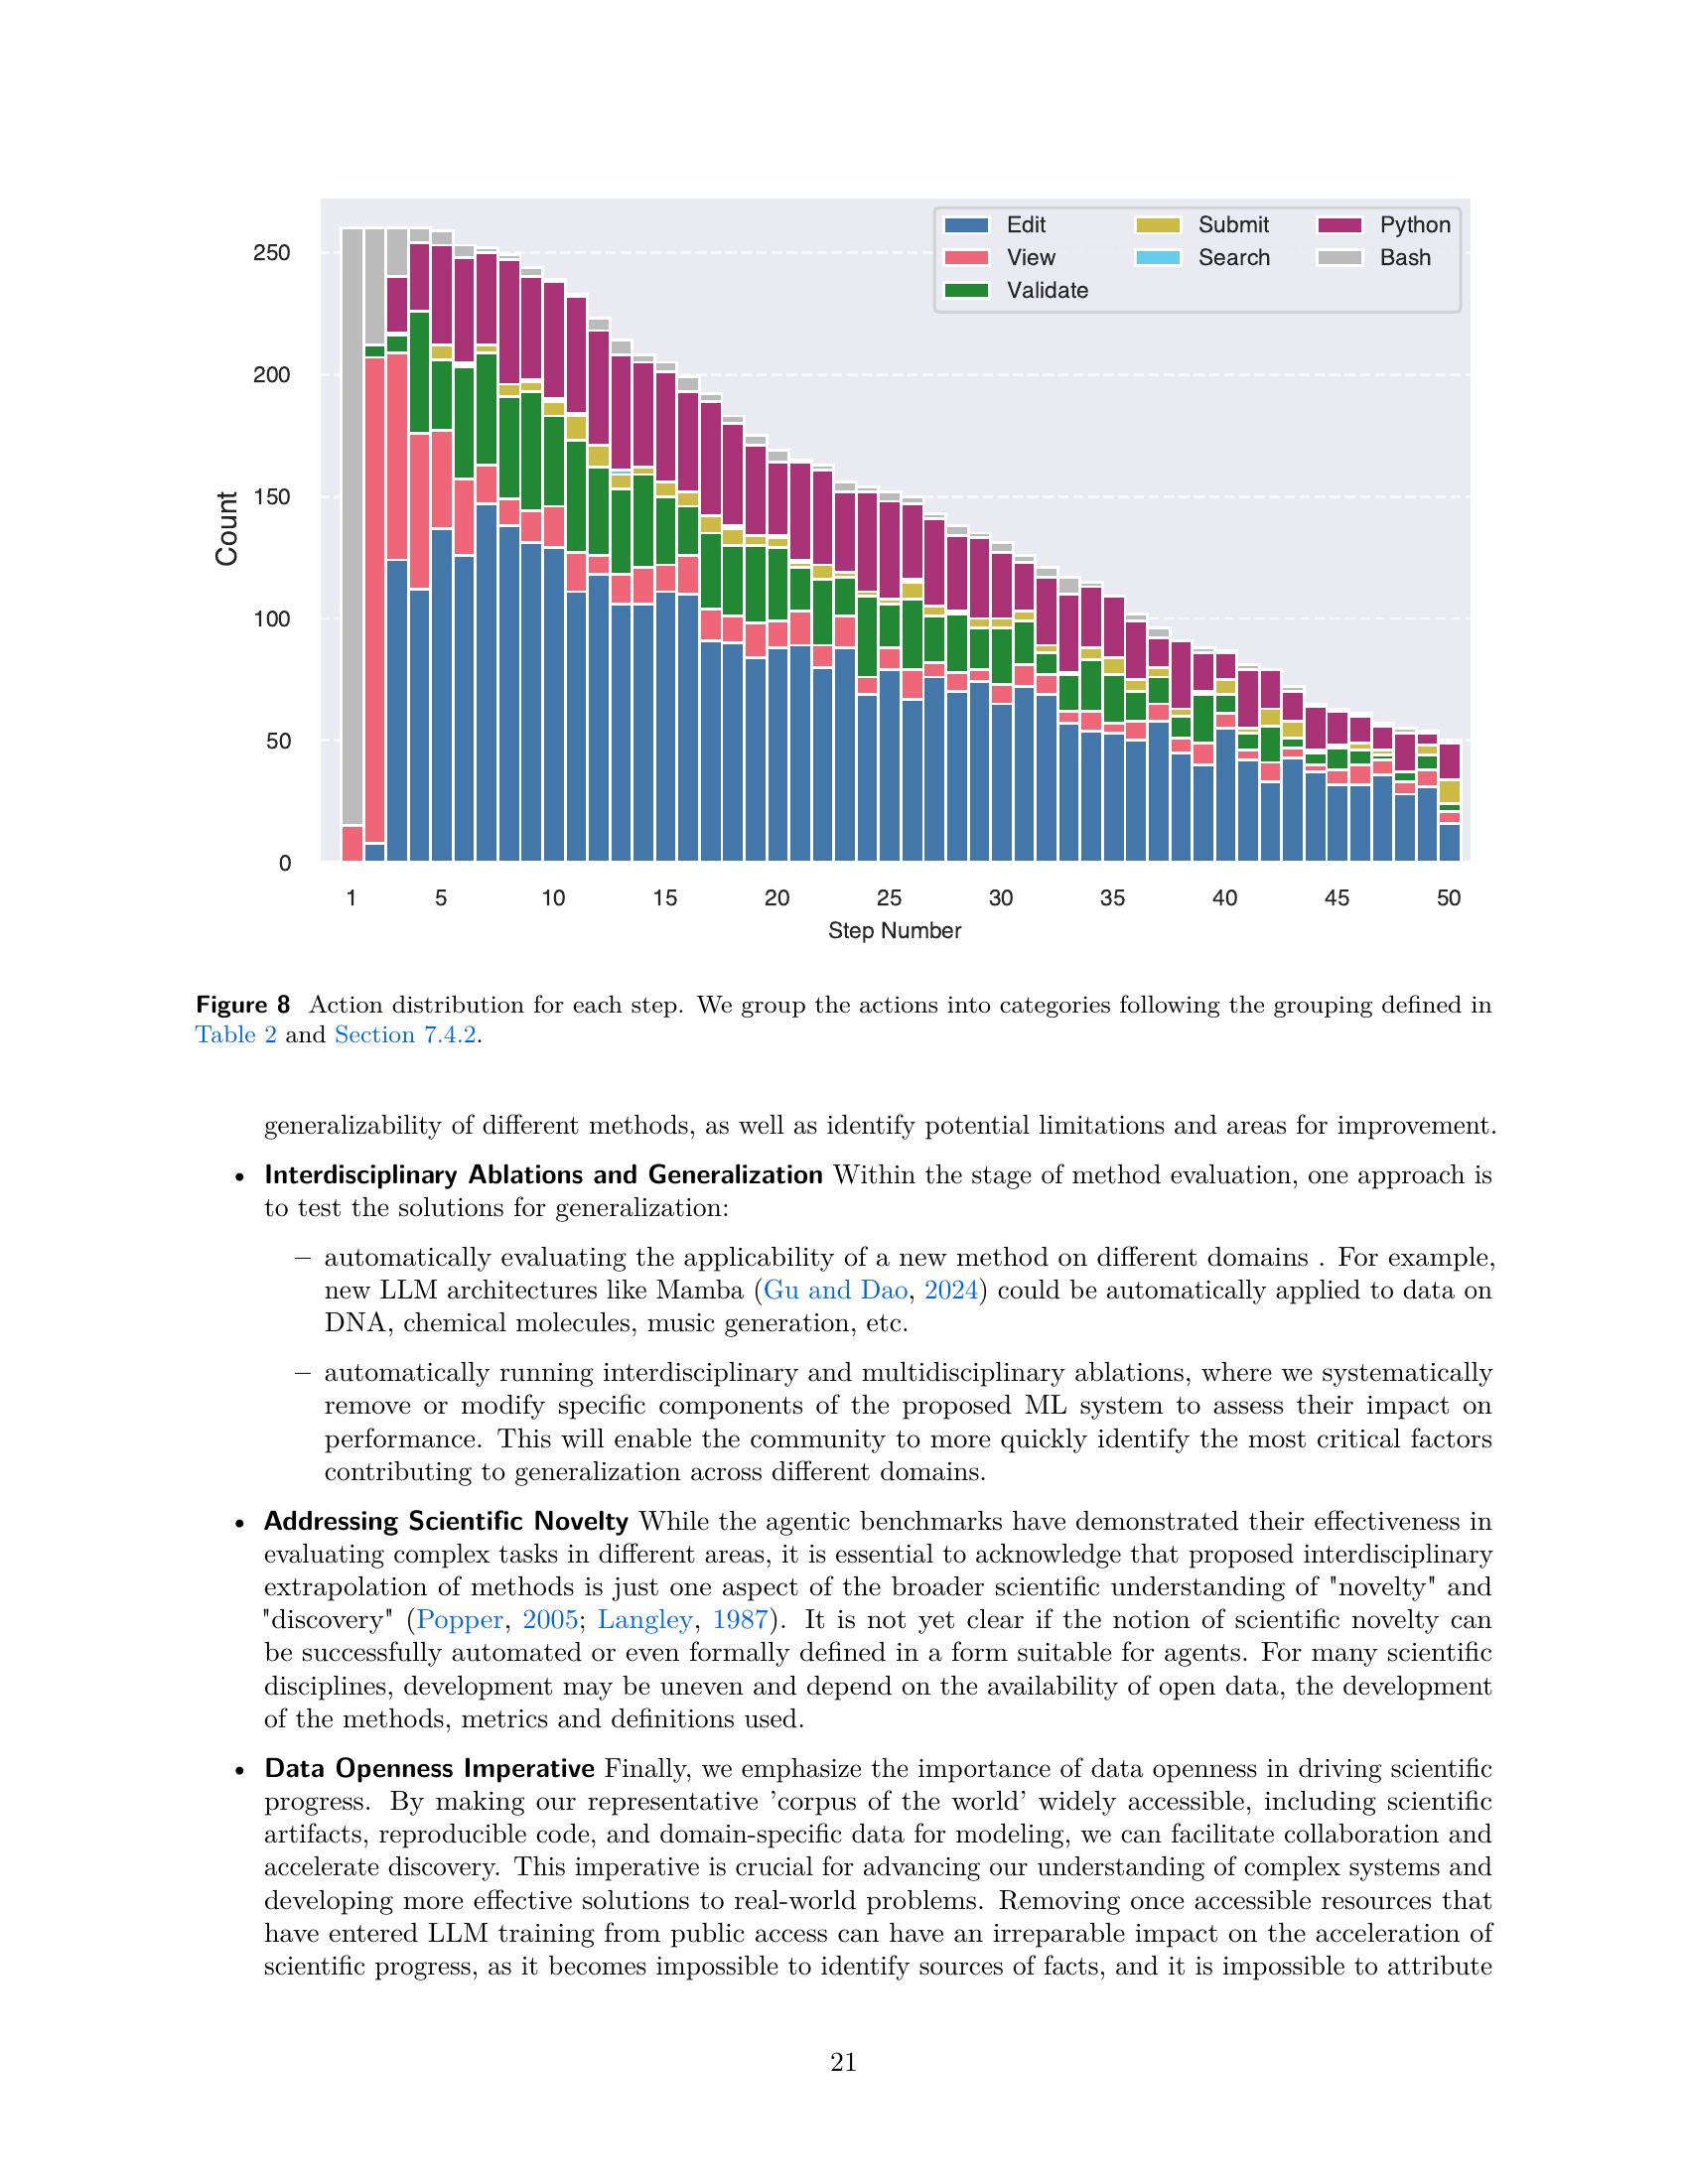 250
200
150
100
50
0
Count
Edit
View
Validate
Submit
Search
Python
Bash
1 5 10 15 20 25 30 35 40 45 50
Step Number
Figure 8 Action distribution for each step. We group the actions into categories following the grouping defined in
Table 2 and Section 7.4.2.
generalizability of different methods, as well as identify potential limitations and areas for improvement.
• Interdisciplinary Ablations and Generalization Within the stage of method evaluation, one approach is
to test the solutions for generalization:
– automatically evaluating the applicability of a new method on different domains . For example,
new LLM architectures like Mamba (Gu and Dao, 2024) could be automatically applied to data on
DNA, chemical molecules, music generation, etc.
– automatically running interdisciplinary and multidisciplinary ablations, where we systematically
remove or modify specific components of the proposed ML system to assess their impact on
performance. This will enable the community to more quickly identify the most critical factors
contributing to generalization across different domains.
• Addressing Scientific Novelty While the agentic benchmarks have demonstrated their effectiveness in
evaluating complex tasks in different areas, it is essential to acknowledge that proposed interdisciplinary
extrapolation of methods is just one aspect of the broader scientific understanding of "novelty" and
"discovery" (Popper, 2005; Langley, 1987). It is not yet clear if the notion of scientific novelty can
be successfully automated or even formally defined in a form suitable for agents. For many scientific
disciplines, development may be uneven and depend on the availability of open data, the development
of the methods, metrics and definitions used.
• Data Openness Imperative Finally, we emphasize the importance of data openness in driving scientific
progress. By making our representative ’corpus of the world’ widely accessible, including scientific
artifacts, reproducible code, and domain-specific data for modeling, we can facilitate collaboration and
accelerate discovery. This imperative is crucial for advancing our understanding of complex systems and
developing more effective solutions to real-world problems. Removing once accessible resources that
have entered LLM training from public access can have an irreparable impact on the acceleration of
scientific progress, as it becomes impossible to identify sources of facts, and it is impossible to attribute
21